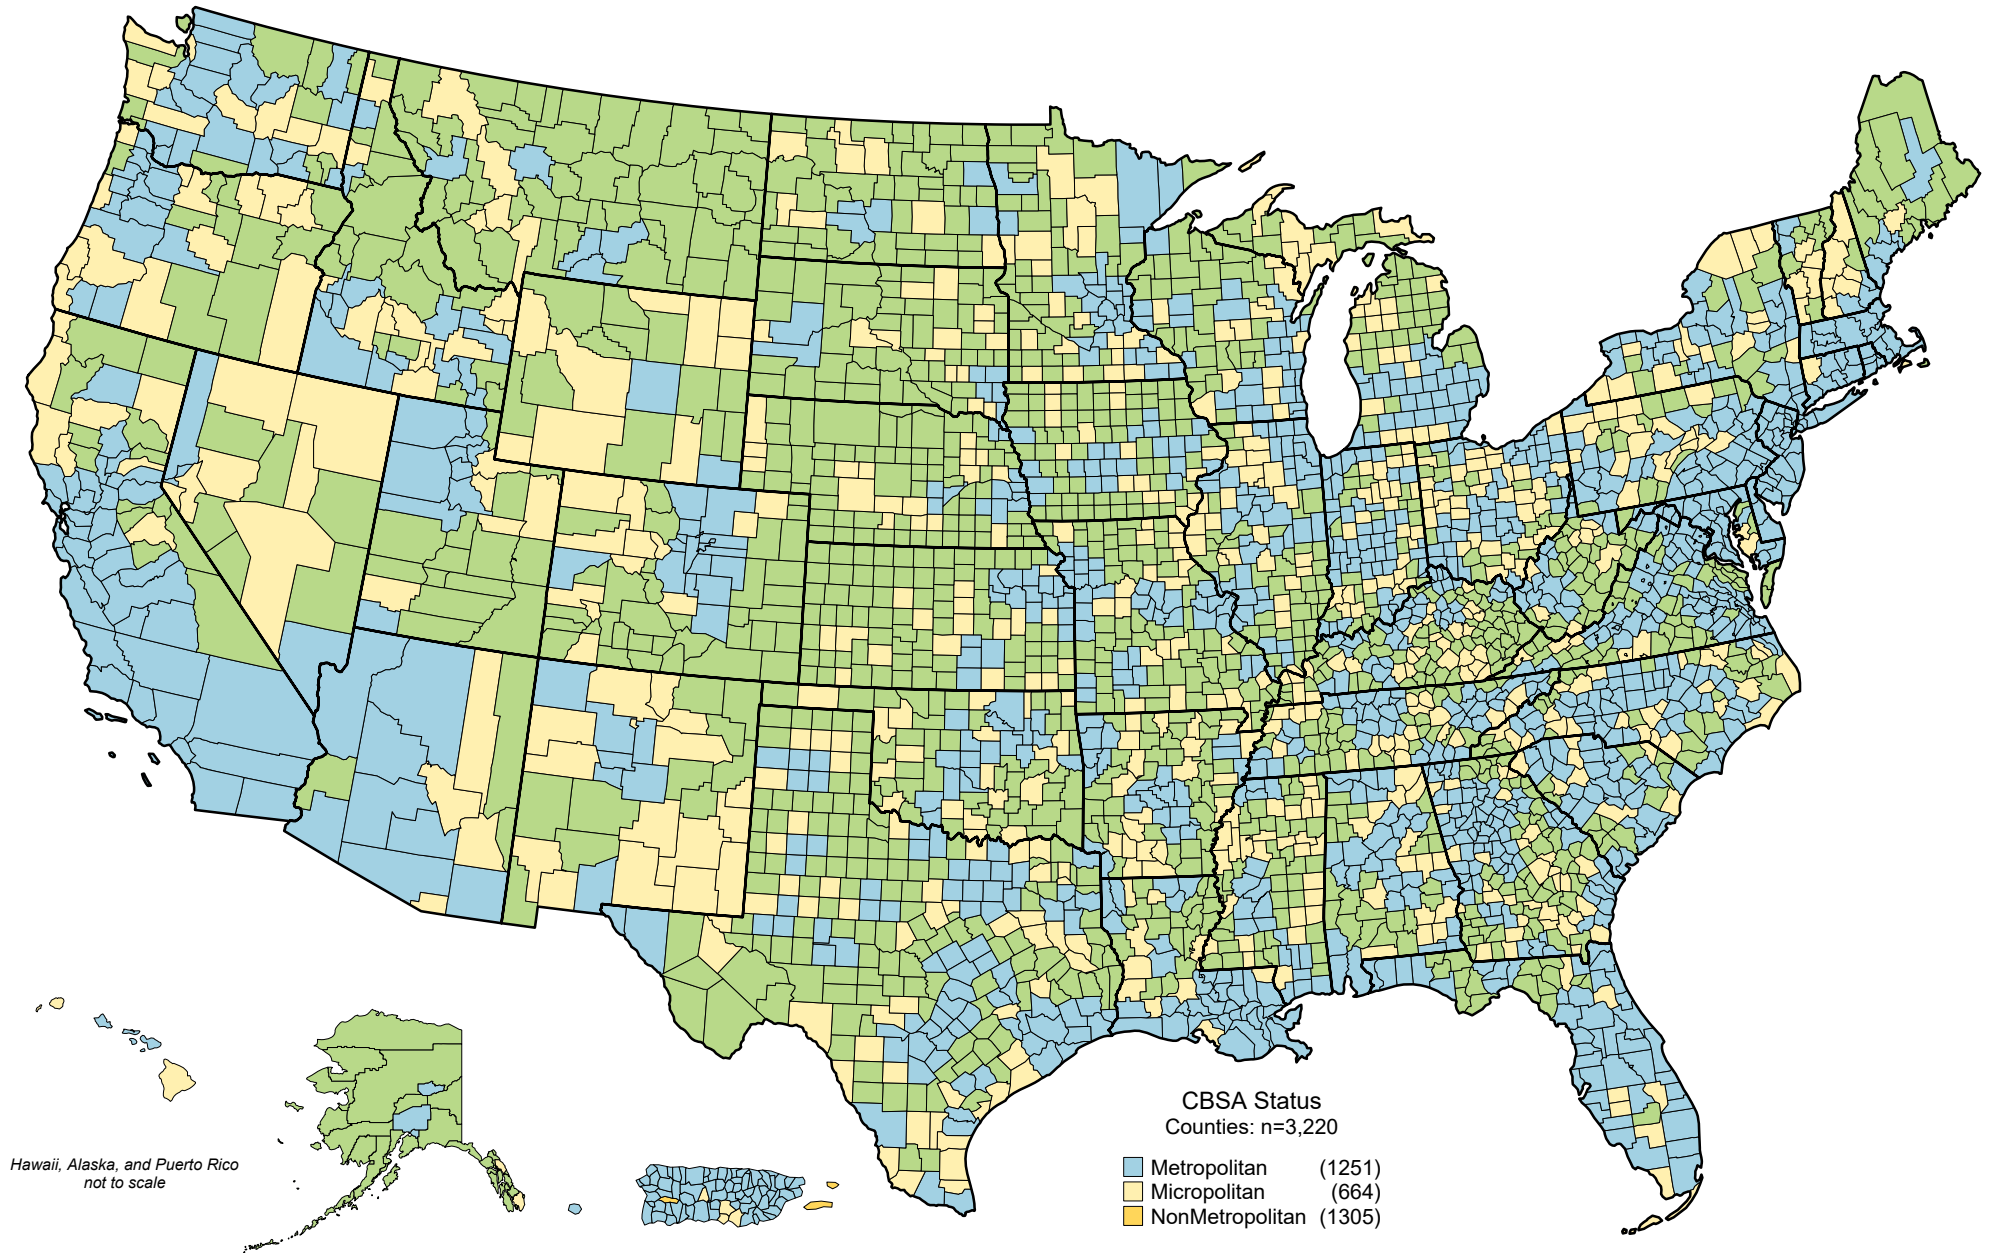 CBSA Status
Counties: n=3,220
Metropolitan (1251)
Micropolitan (664)
NonMetropolitan (1305)
Hawaii, Alaska, and Puerto Rico
not to scale